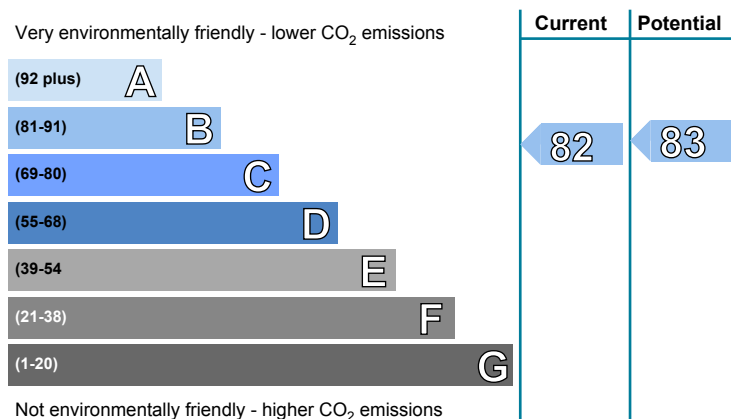 Very environmentally friendly - lower CO2 emissions
Current
Potential
(92 plus) A
(81-91) B
(69-80) C
(55-68) D
(39-54 E
(21-38) F
(1-20) G
82
83
Not environmentally friendly - higher CO2 emissions